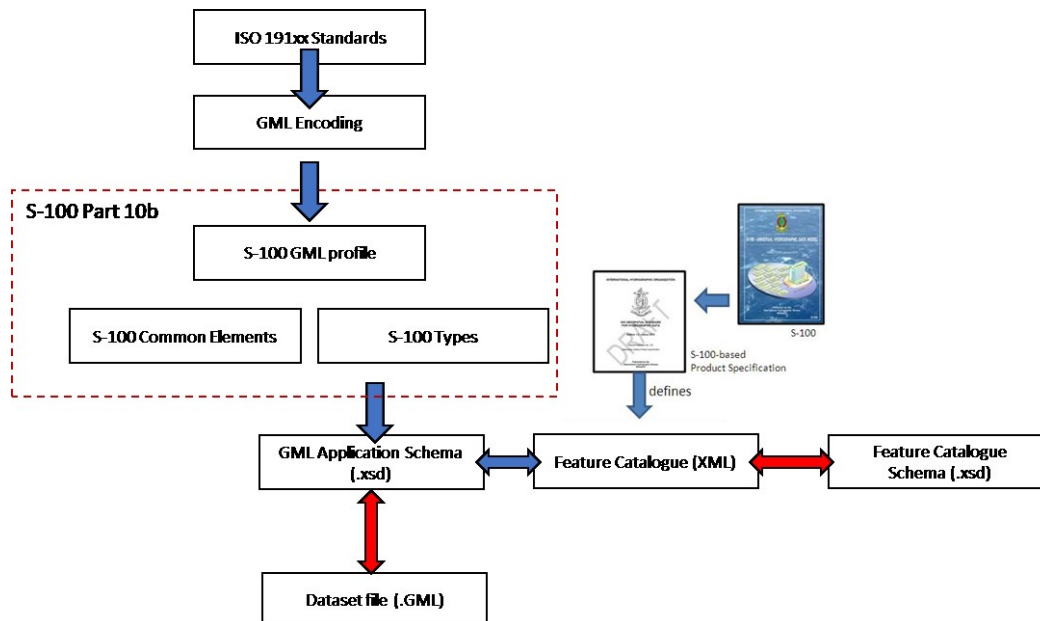 ISO 191xx Standards
GML Encoding
S-100 Part 10b
S-100 GML profile
S-100 Common Elements
S-100 Types
DRAFT
S-100
S-100-based
Product Specification
defines
GML Application Schema
(.xsd)
Feature Catalogue (XML)
Feature Catalogue
Schema (.xsd)
Dataset file (.GML)